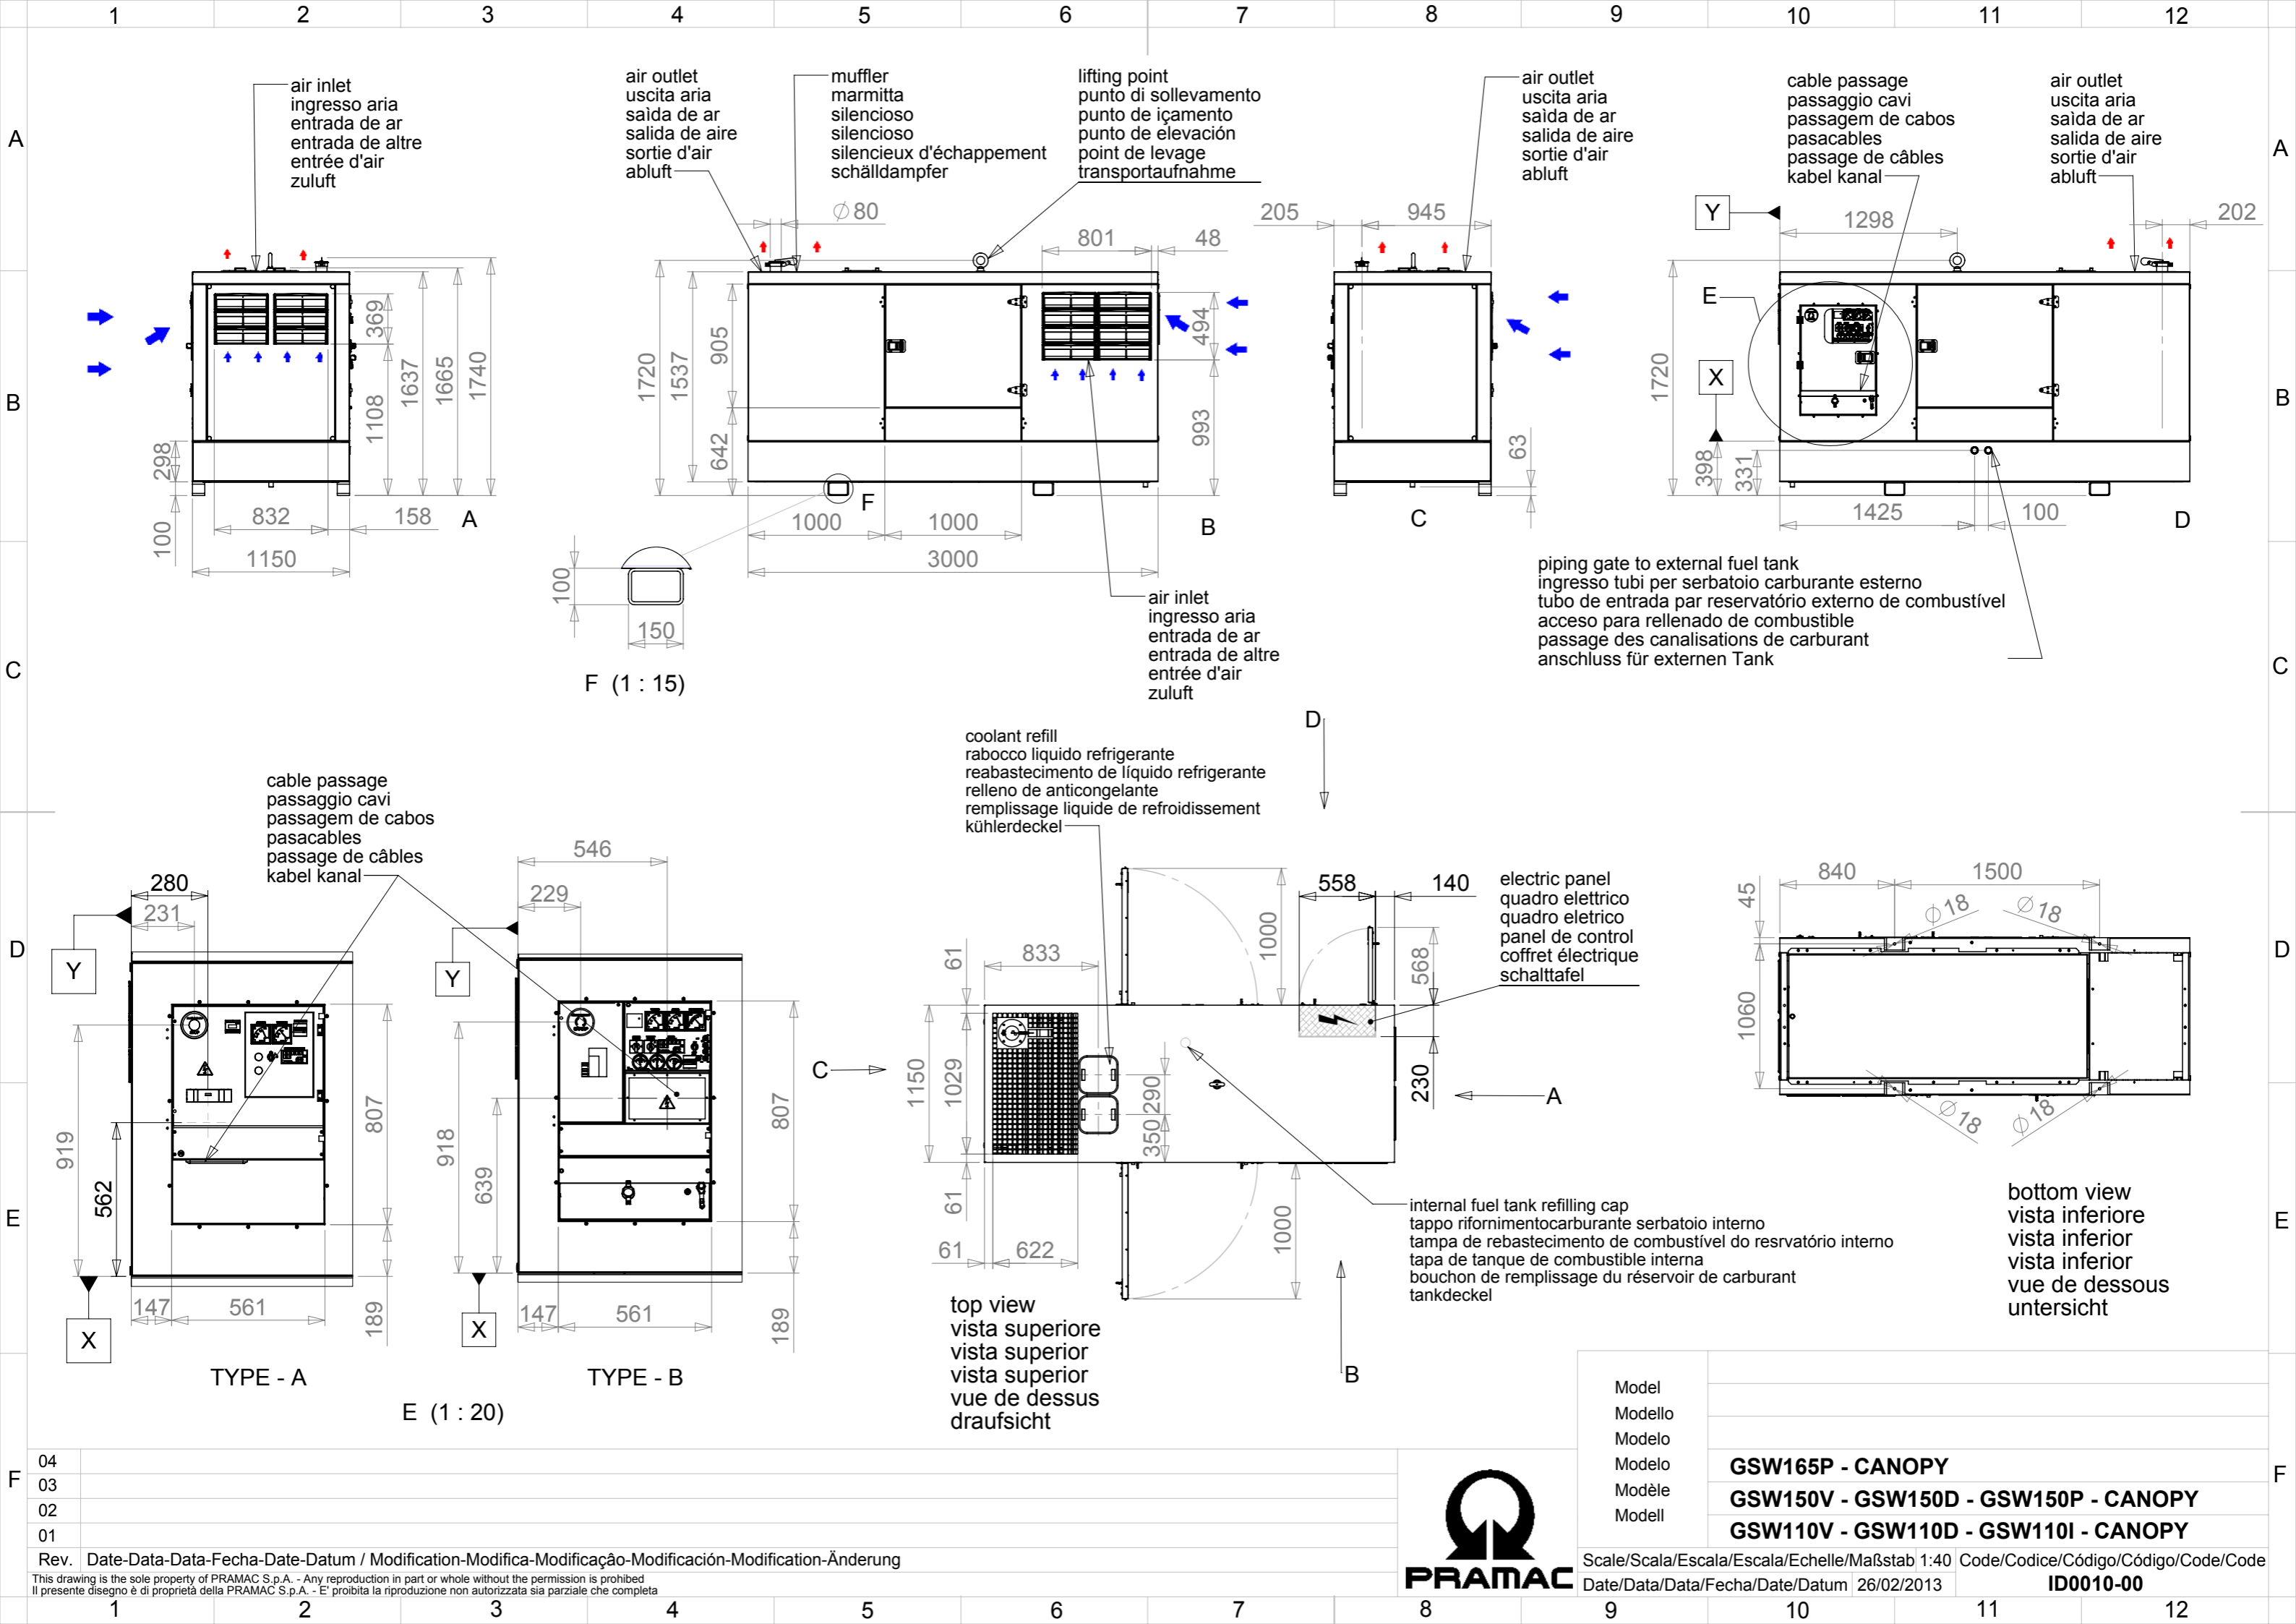 1 2 3 4 5 6 7 8 9 10 11 12
A
B
C
D
E
F
A
B
C
D
E
F
air inlet
ingresso aria
entrada de ar
entrada de altre
entrée d'air
zuluft
369
1108
1637
1665
1740
298
100
832
158
1150
A
air outlet
uscita aria
saìda de ar
salida de aire
sortie d'air
abluft
muffler
marmitta
silencioso
silencioso
silencieux d'échappement
schälldampfer
lifting point
punto di sollevamento
punto de içamento
punto de elevación
point de levage
transportaufnahme
∅ 80
801
48
1720
1537
905
642
494
993
F
1000
1000
3000
B
100
150
F (1 : 15)
air inlet
ingresso aria
entrada de ar
entrada de altre
entrée d'air
zuluft
air outlet
uscita aria
saìda de ar
salida de aire
sortie d'air
abluft
205
945
63
C
cable passage
passaggio cavi
passagem de cabos
pasacables
passage de câbles
kabel kanal
air outlet
uscita aria
saìda de ar
salida de aire
sortie d'air
abluft
Y
1298
202
E
X
1720
398
331
1425
100
D
piping gate to external fuel tank
ingresso tubi per serbatoio carburante esterno
tubo de entrada par reservatório externo de combustível
acceso para rellenado de combustible
passage des canalisations de carburant
anschluss für externen Tank
cable passage
passaggio cavi
passagem de cabos
pasacables
passage de câbles
kabel kanal
280
231
Y
919
562
807
147
561
189
X
TYPE - A
546
229
Y
918
639
807
147
561
189
X
TYPE - B
E (1 : 20)
coolant refill
rabocco liquido refrigerante
reabastecimento de líquido refrigerante
relleno de anticongelante
remplissage liquide de refroidissement
kühlerdeckel
D
558
140
1000
568
61
833
C
1150
1029
290
350
230
A
61
61
622
1000
B
electric panel
quadro elettrico
quadro eletrico
panel de control
coffret électrique
schalttafel
internal fuel tank refilling cap
tappo rifornimentocarburante serbatoio interno
tampa de rebastecimento de combustível do resrvatório interno
tapa de tanque de combustible interna
bouchon de remplissage du réservoir de carburant
tankdeckel
top view
vista superiore
vista superior
vista superior
vue de dessus
draufsicht
840
1500
45
1060
∅ 18
∅ 18
∅ 18
∅ 18
bottom view
vista inferiore
vista inferior
vista inferior
vue de dessous
untersicht
04
03
02
01
Rev. Date-Data-Data-Fecha-Date-Datum / Modification-Modifica-Modificaçâo-Modificación-Modification-Änderung
This drawing is the sole property of PRAMAC S.p.A. - Any reproduction in part or whole without the permission is prohibed
Il presente disegno è di proprietà della PRAMAC S.p.A. - E' proibita la riproduzione non autorizzata sia parziale che completa
PRAMAC
Model
Modello
Modelo
Modelo
Modèle
Modell
GSW165P - CANOPY
GSW150V - GSW150D - GSW150P - CANOPY
GSW110V - GSW110D - GSW110I - CANOPY
Scale/Scala/Escala/Escala/Echelle/Maßstab 1:40 Code/Codice/Código/Código/Code/Code
Date/Data/Data/Fecha/Date/Datum 26/02/2013 ID0010-00
1 2 3 4 5 6 7 8 9 10 11 12